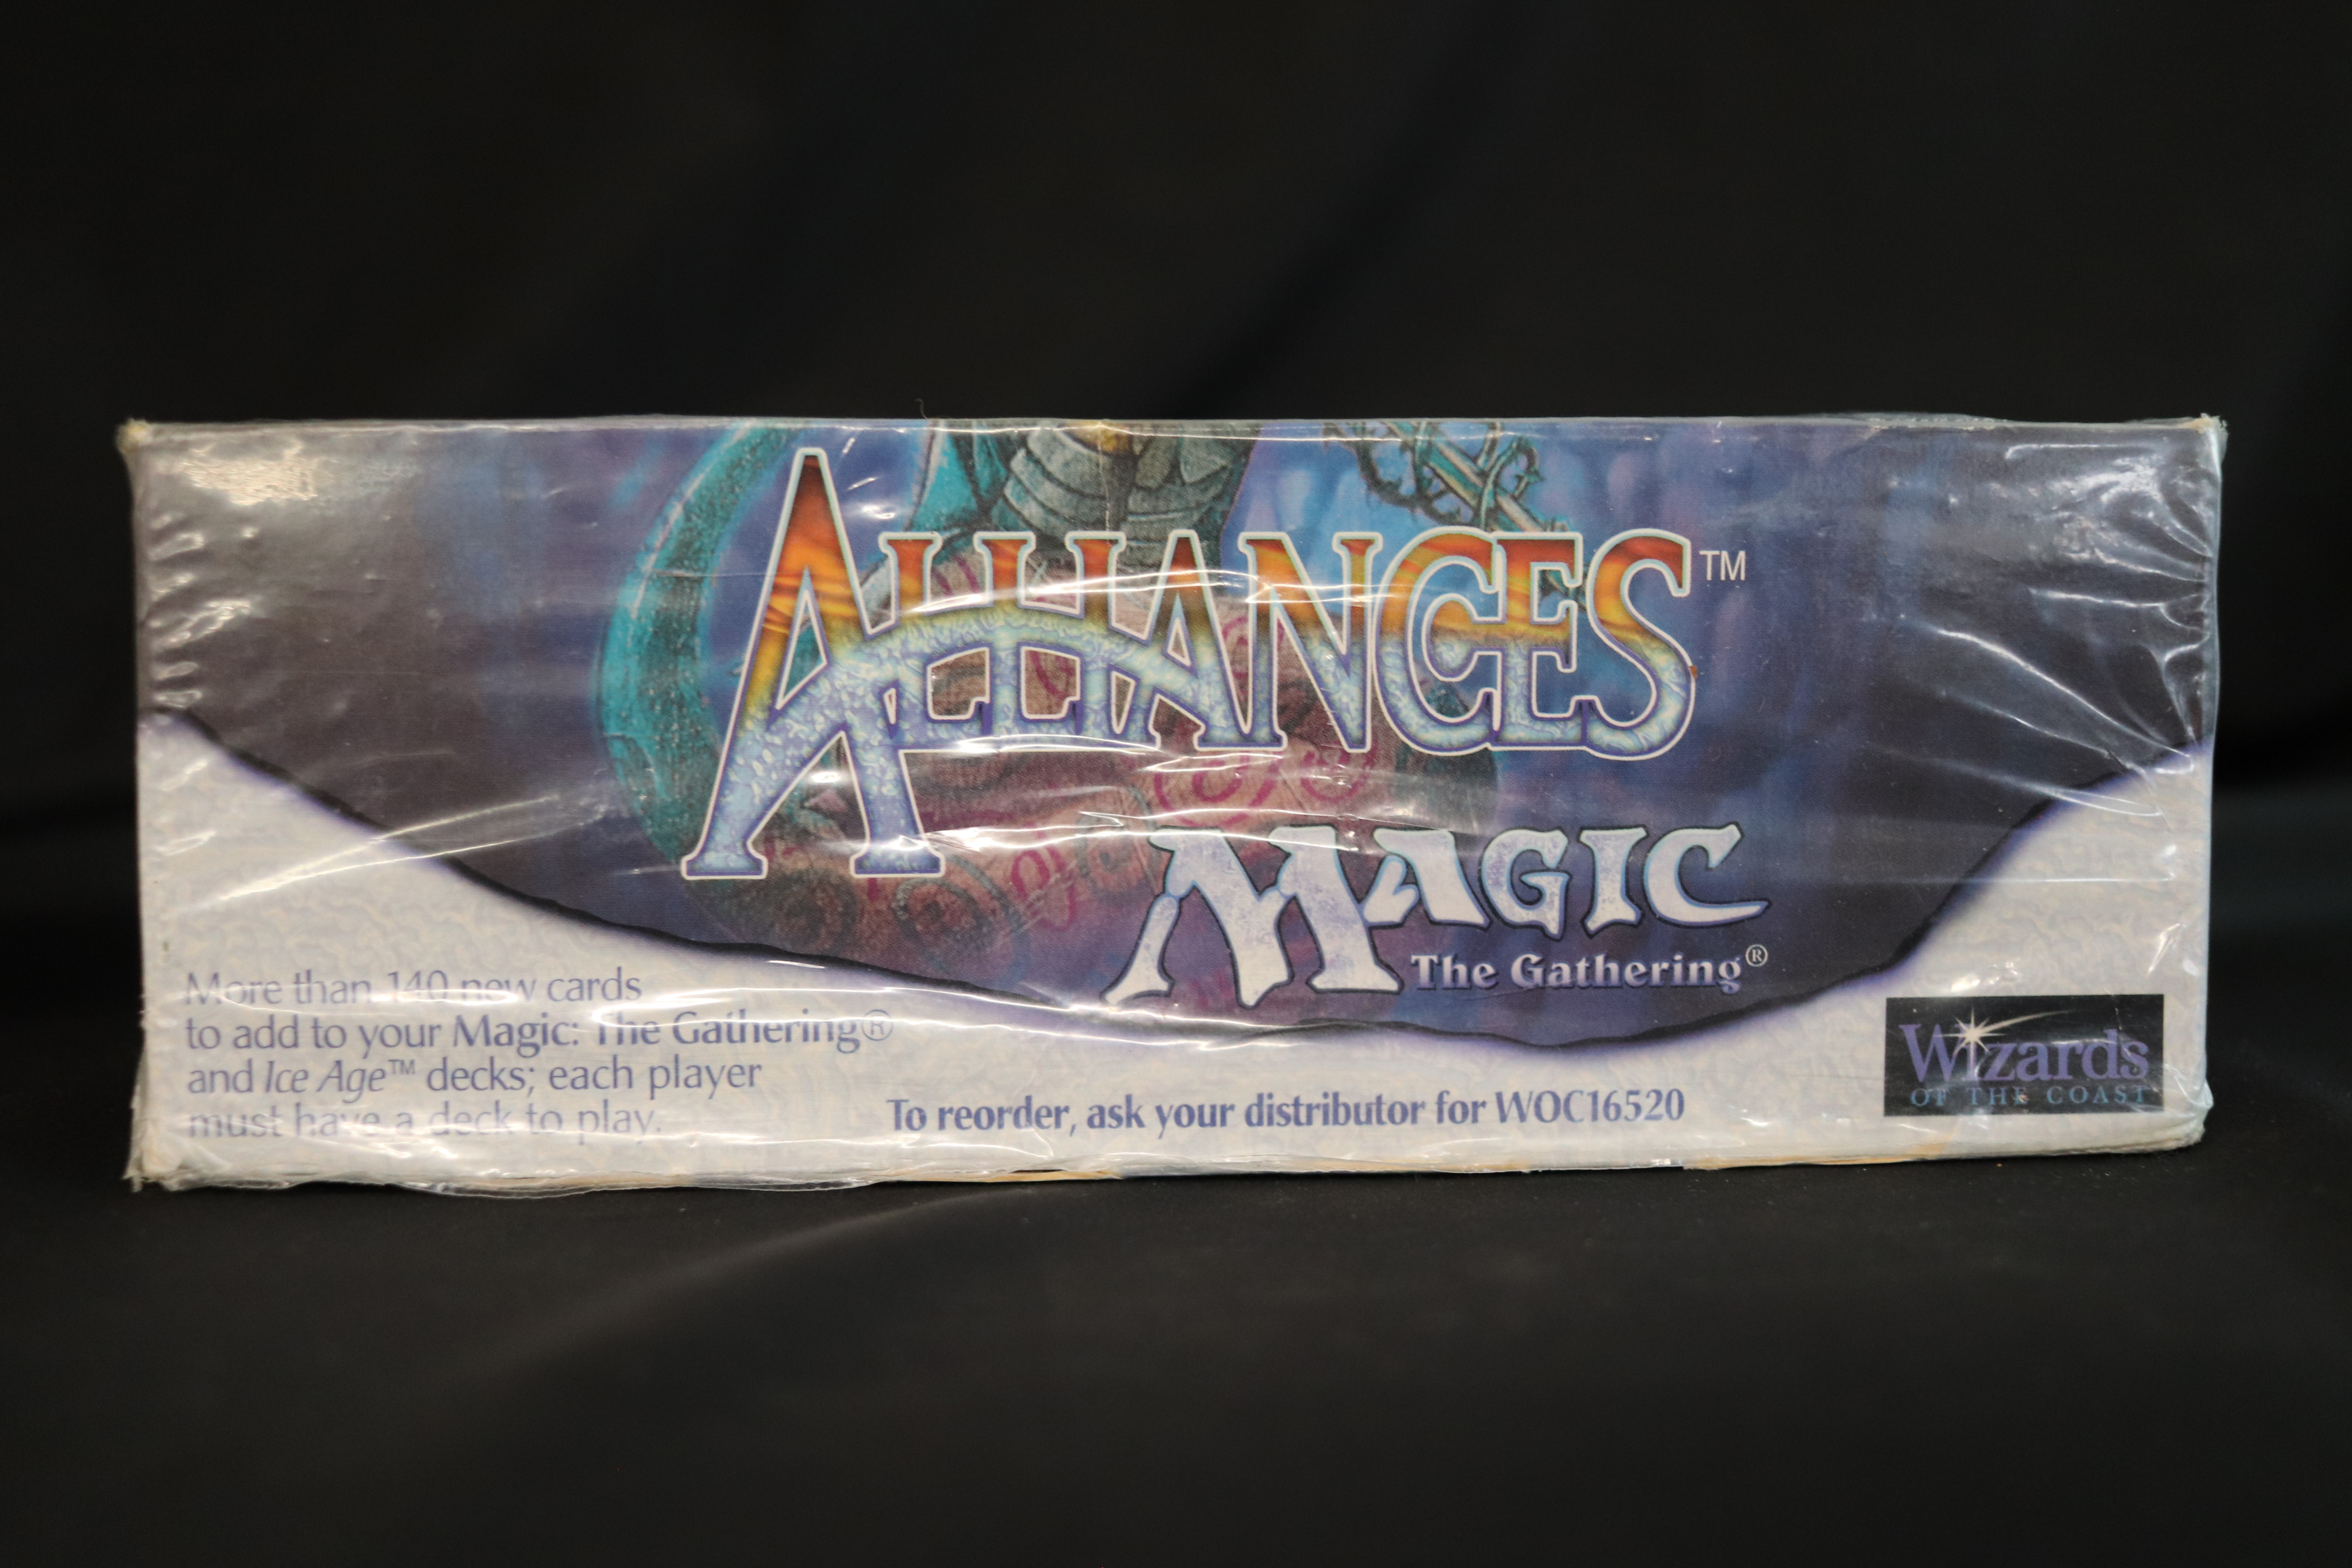 ALLIANCES™
MAGIC
The Gathering®
More than 140 new cards
to add to your Magic: The Gathering®
and Ice Age™ decks; each player
must have a deck to play.
To reorder, ask your distributor for WOC16520
Wizards
OF THE COAST